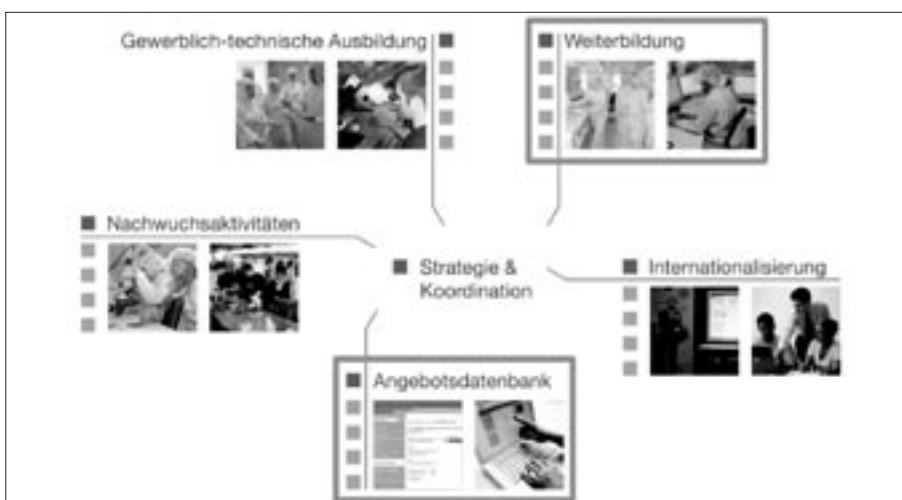 Gewerblich-technische Ausbildung
Weiterbildung
Nachwuchsaktivitäten
Strategie &
Koordination
Internationalisierung
Angebotsdatenbank